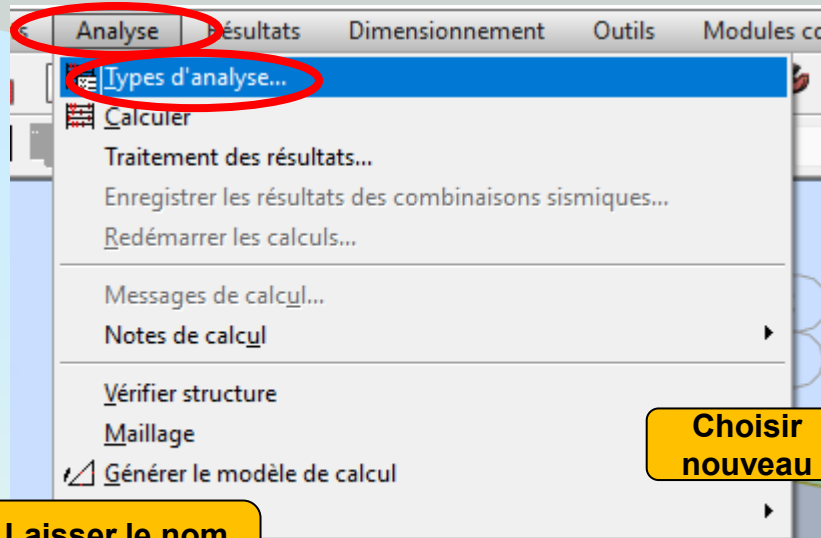 s Analyse Résultats Dimensionnement Outils Modules co
Types d'analyse...
Calculer
Traitement des résultats...
Enregistrer les résultats des combinaisons sismiques...
Redémarrer les calculs...
Messages de calcul...
Notes de calcul
Vérifier structure
Maillage
Générer le modèle de calcul
Choisir
nouveau
Laisser le nom